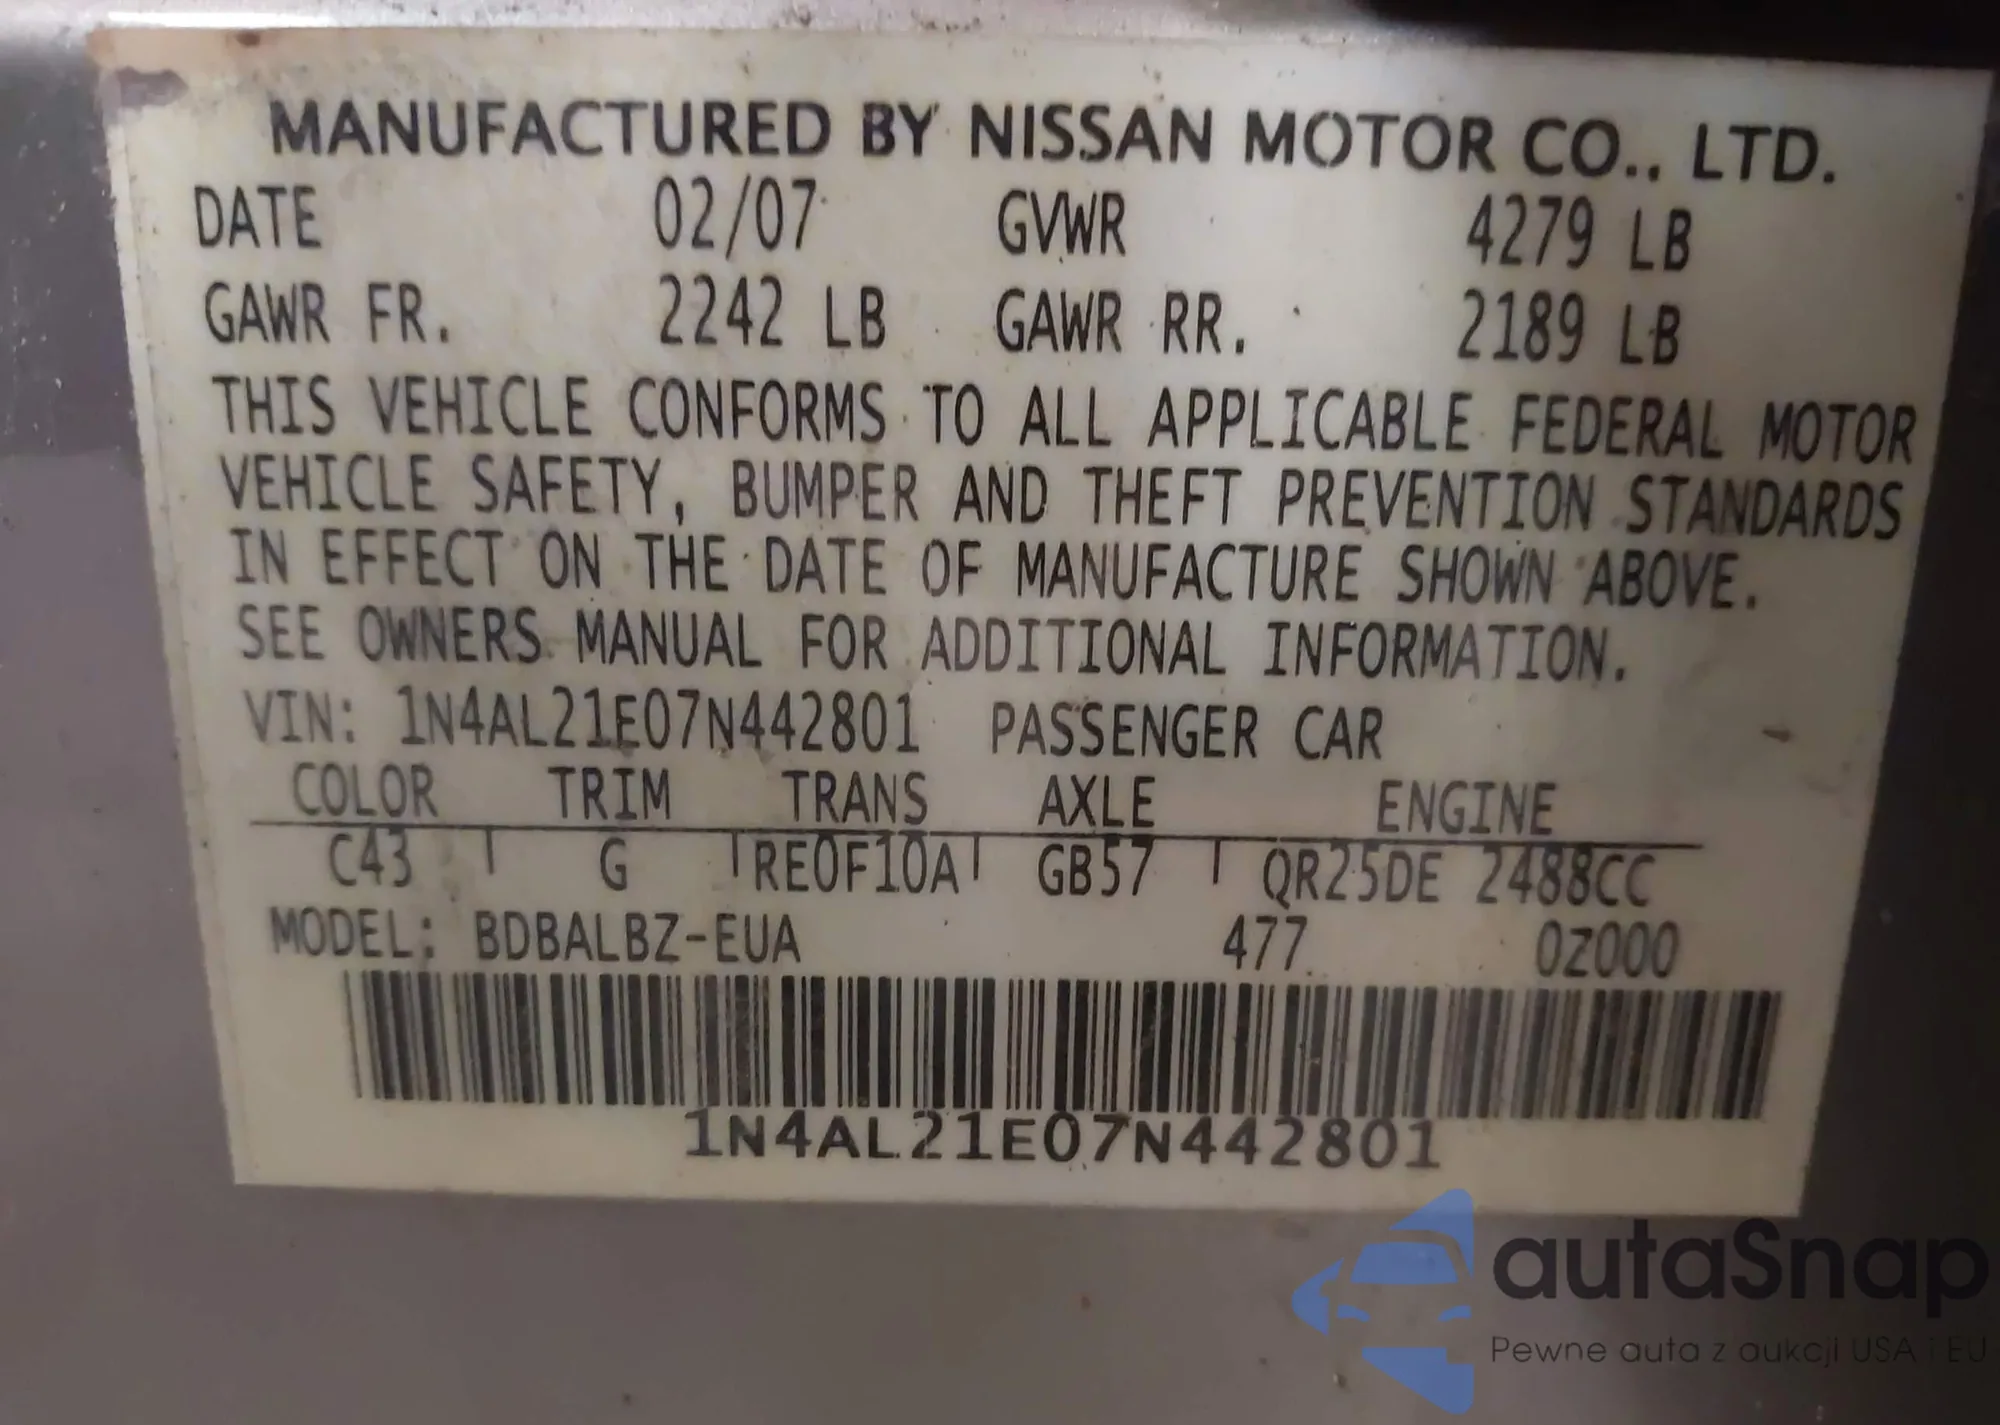 MANUFACTURED BY NISSAN MOTOR CO., LTD.
DATE 02/07 GVWR 4279 LB
GAWR FR. 2242 LB GAWR RR. 2189 LB
THIS VEHICLE CONFORMS TO ALL APPLICABLE FEDERAL MOTOR
VEHICLE SAFETY, BUMPER AND THEFT PREVENTION STANDARDS
IN EFFECT ON THE DATE OF MANUFACTURE SHOWN ABOVE.
SEE OWNERS MANUAL FOR ADDITIONAL INFORMATION.
VIN: 1N4AL21E07N442801 PASSENGER CAR
COLOR TRIM TRANS AXLE ENGINE
C43 G RE0F10A GB57 QR25DE 2488CC
MODEL: BDBALBZ-EUA 477 0Z000
1N4AL21E07N442801
autaSnap
Pewne auta z aukcji USA i EU